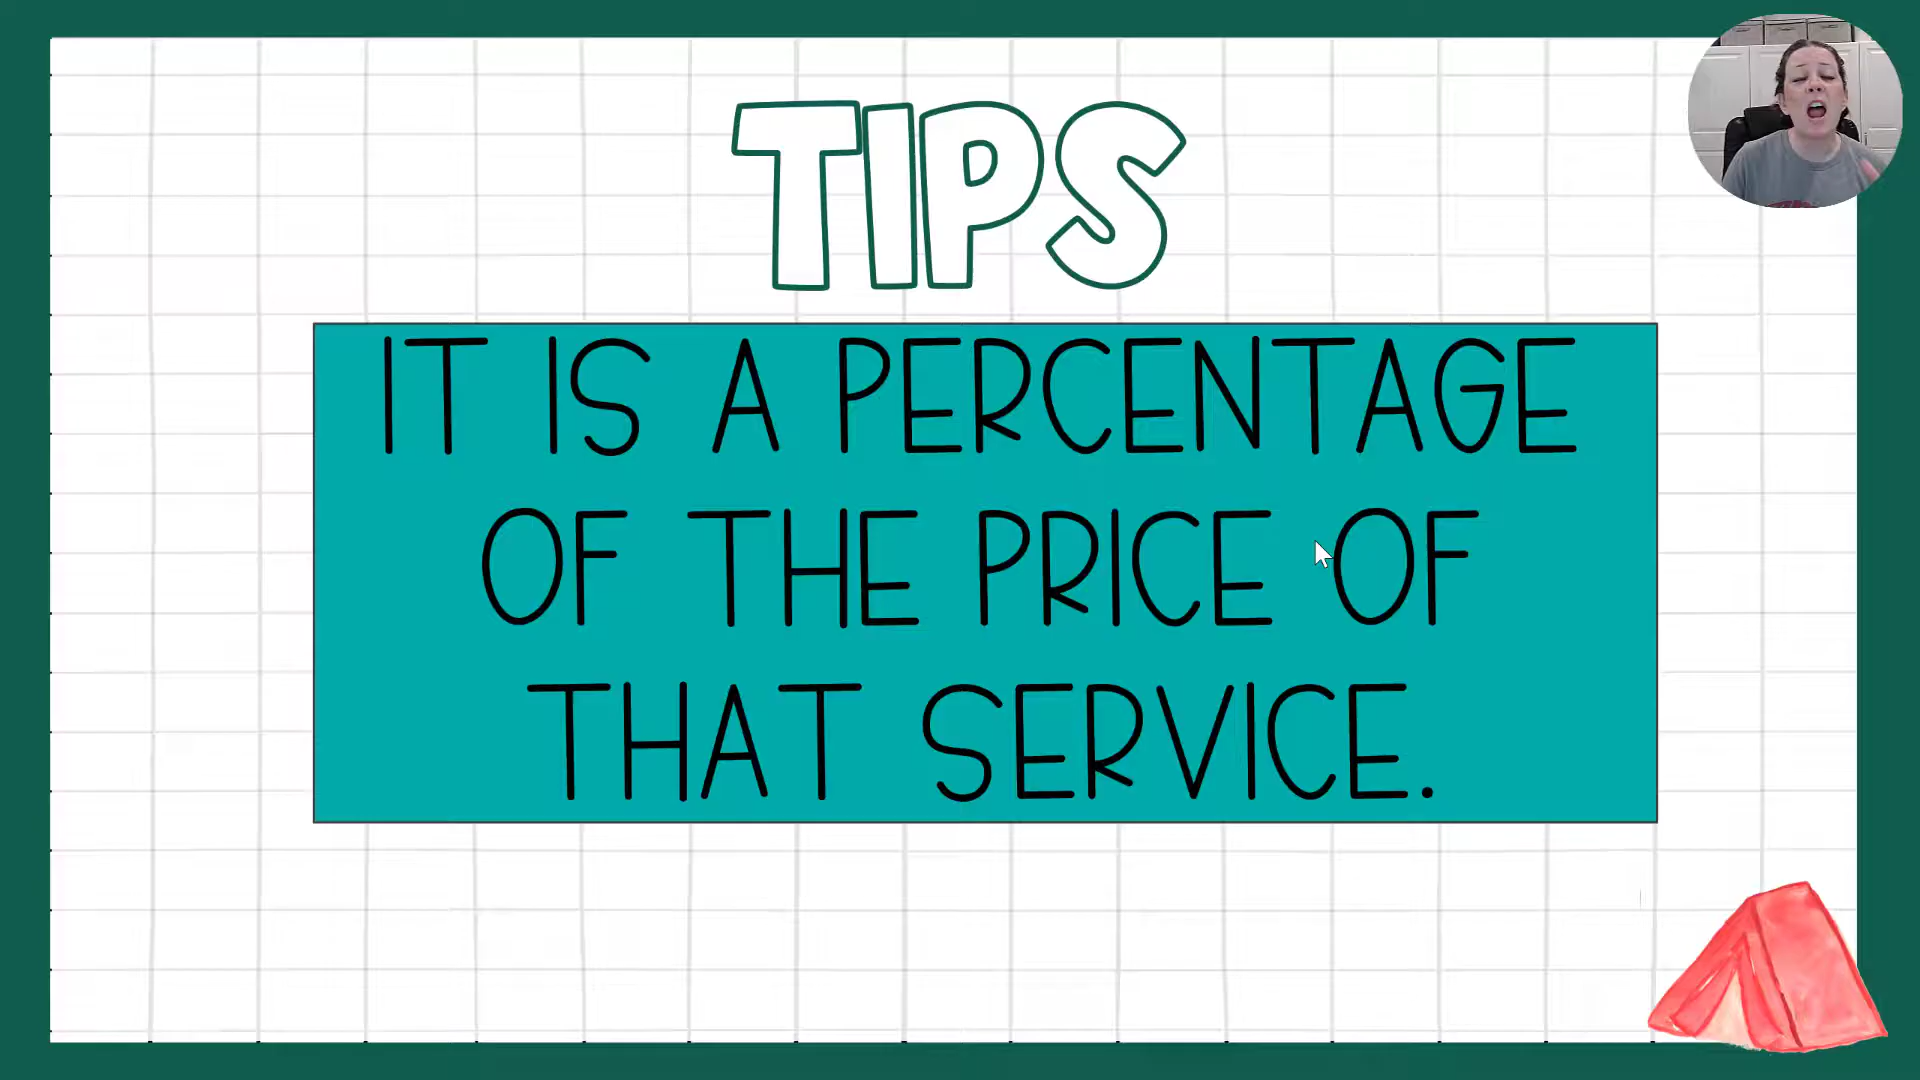 TIPS
IT IS A PERCENTAGE
OF THE PRICE OF
THAT SERVICE.